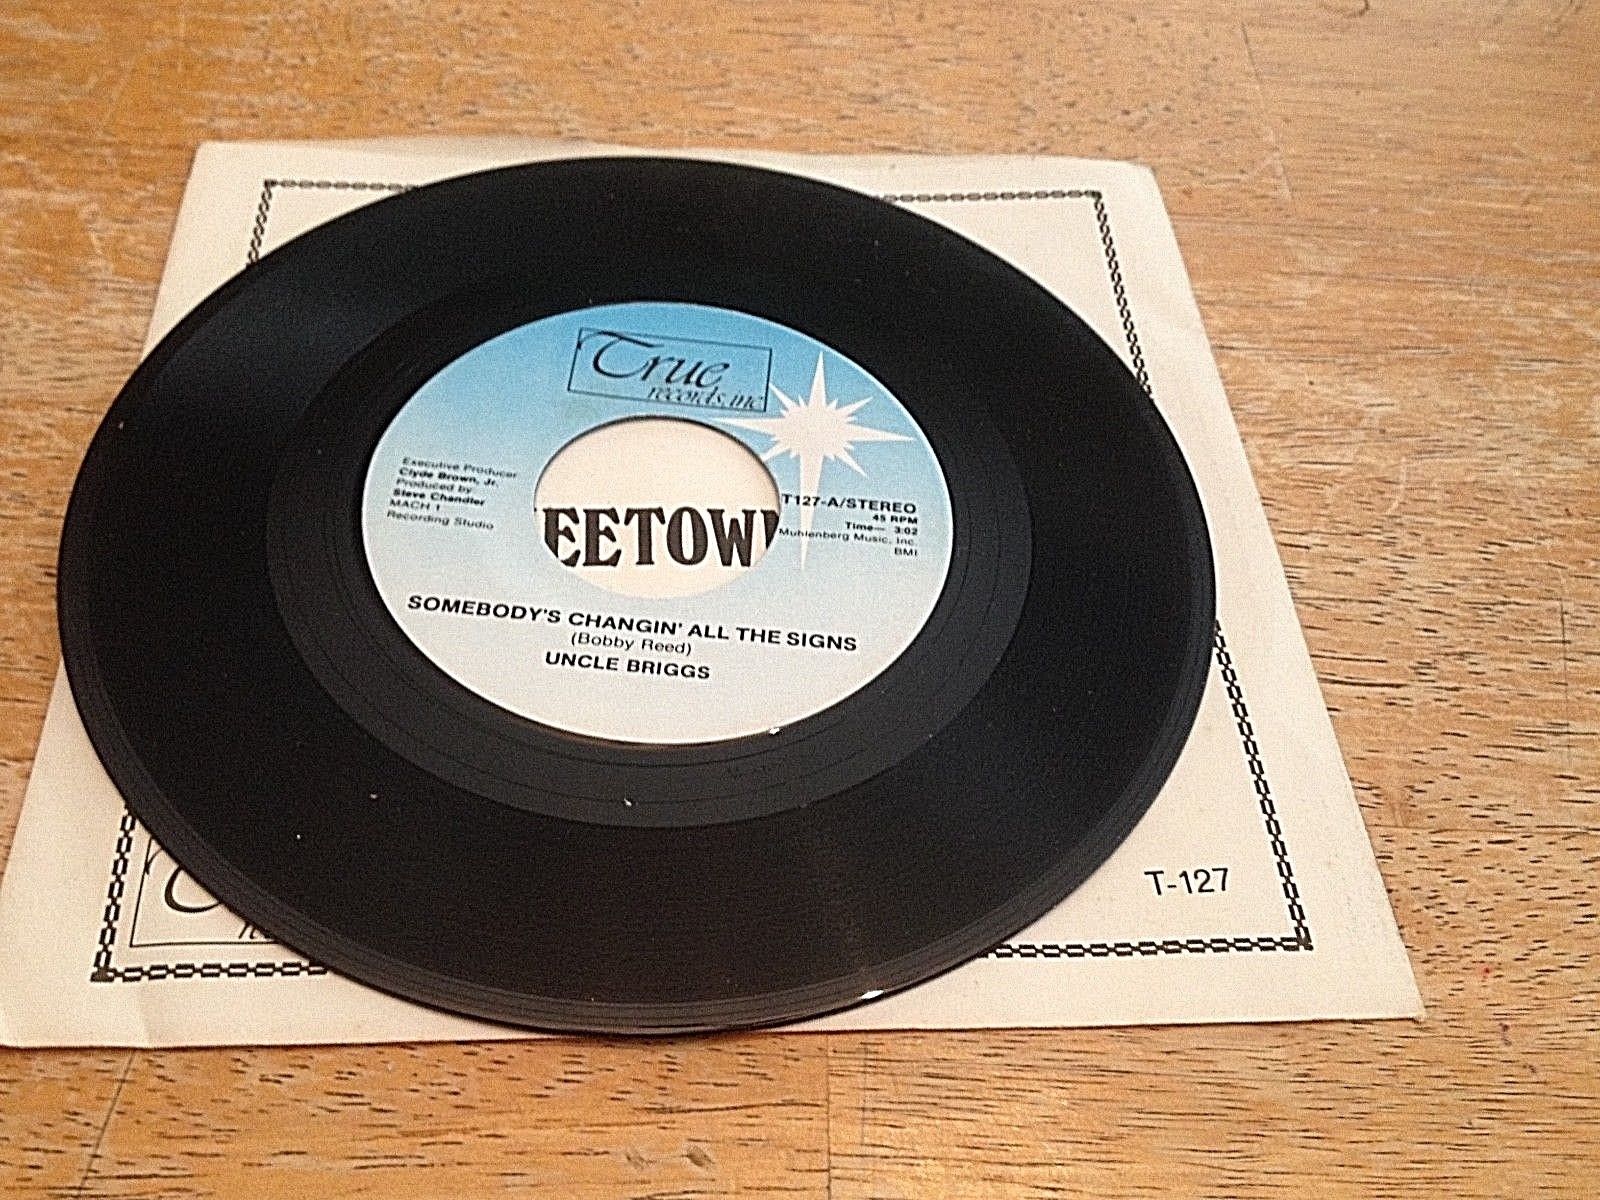 True
records, inc
Executive Producer
Clyde Brown, Jr.
Produced by
Steve Chandler
MACH 1
Recording Studio
T127-A/STEREO
45 RPM
Time— 3:02
Muhlenberg Music, Inc.
BMI
EETOW
SOMEBODY'S CHANGIN' ALL THE SIGNS
(Bobby Reed)
UNCLE BRIGGS
T-127